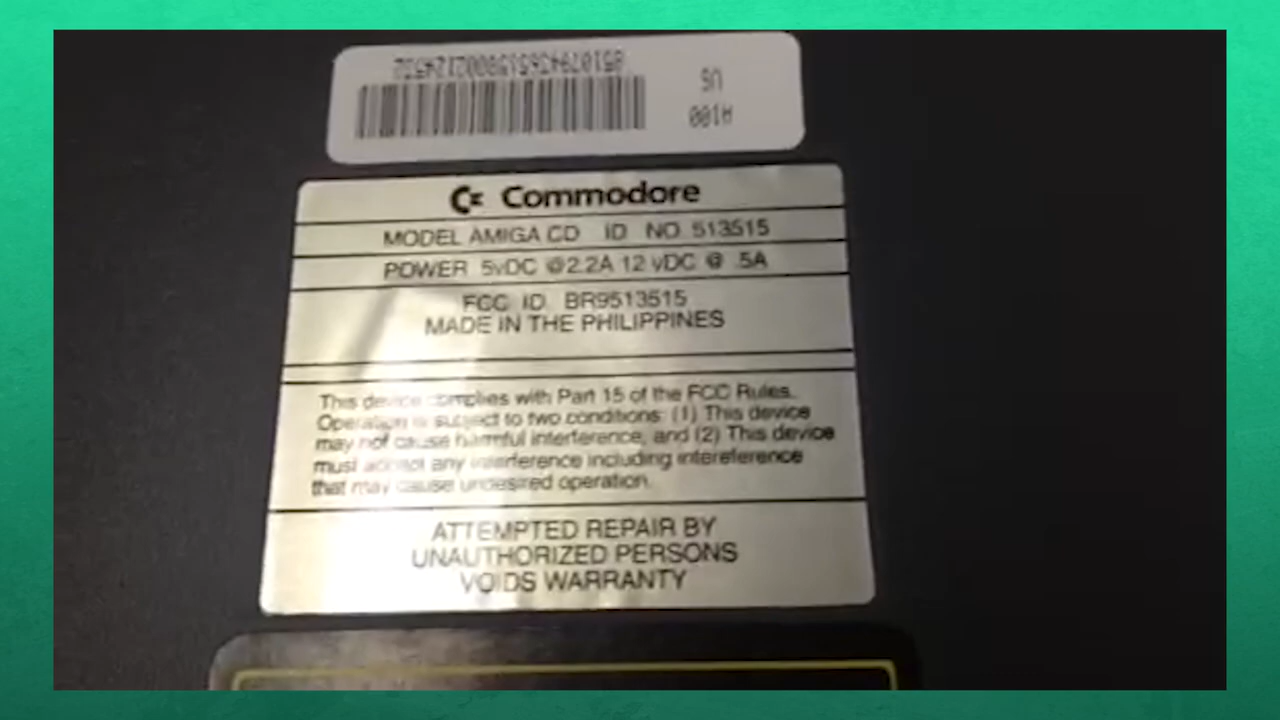 US
A100
Commodore
MODEL AMIGA CD ID NO 513515
POWER 5vDC @2.2A 12 vDC @ .5A
FCC ID BR9513515
MADE IN THE PHILIPPINES
This device complies with Part 15 of the FCC Rules.
Operation is subject to two conditions: (1) This device
may not cause harmful interference, and (2) This device
must accept any interference including intereference
that may cause undesired operation.
ATTEMPTED REPAIR BY
UNAUTHORIZED PERSONS
VOIDS WARRANTY